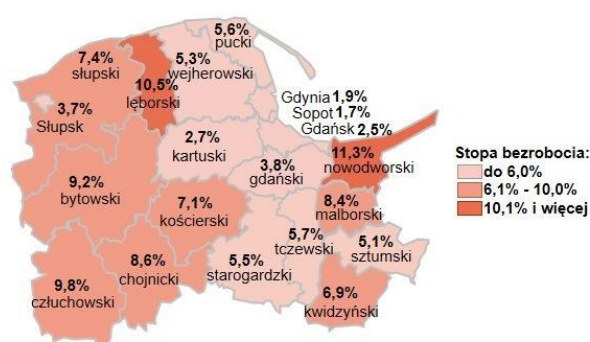 5,6%
pucki
7,4%
słupski
5,3%
wejherowski
10,5%
lęborski
Gdynia 1,9%
Sopot 1,7%
Gdańsk 2,5%
3,7%
Słupsk
2,7%
kartuski
3,8%
gdański
11,3%
nowodworski
9,2%
bytowski
7,1%
kościerski
8,4%
malborski
5,7%
tczewski
5,1%
sztumski
9,8%
człuchowski
8,6%
chojnicki
5,5%
starogardzki
6,9%
kwidzyński
Stopa bezrobocia:
do 6,0%
6,1% - 10,0%
10,1% i więcej